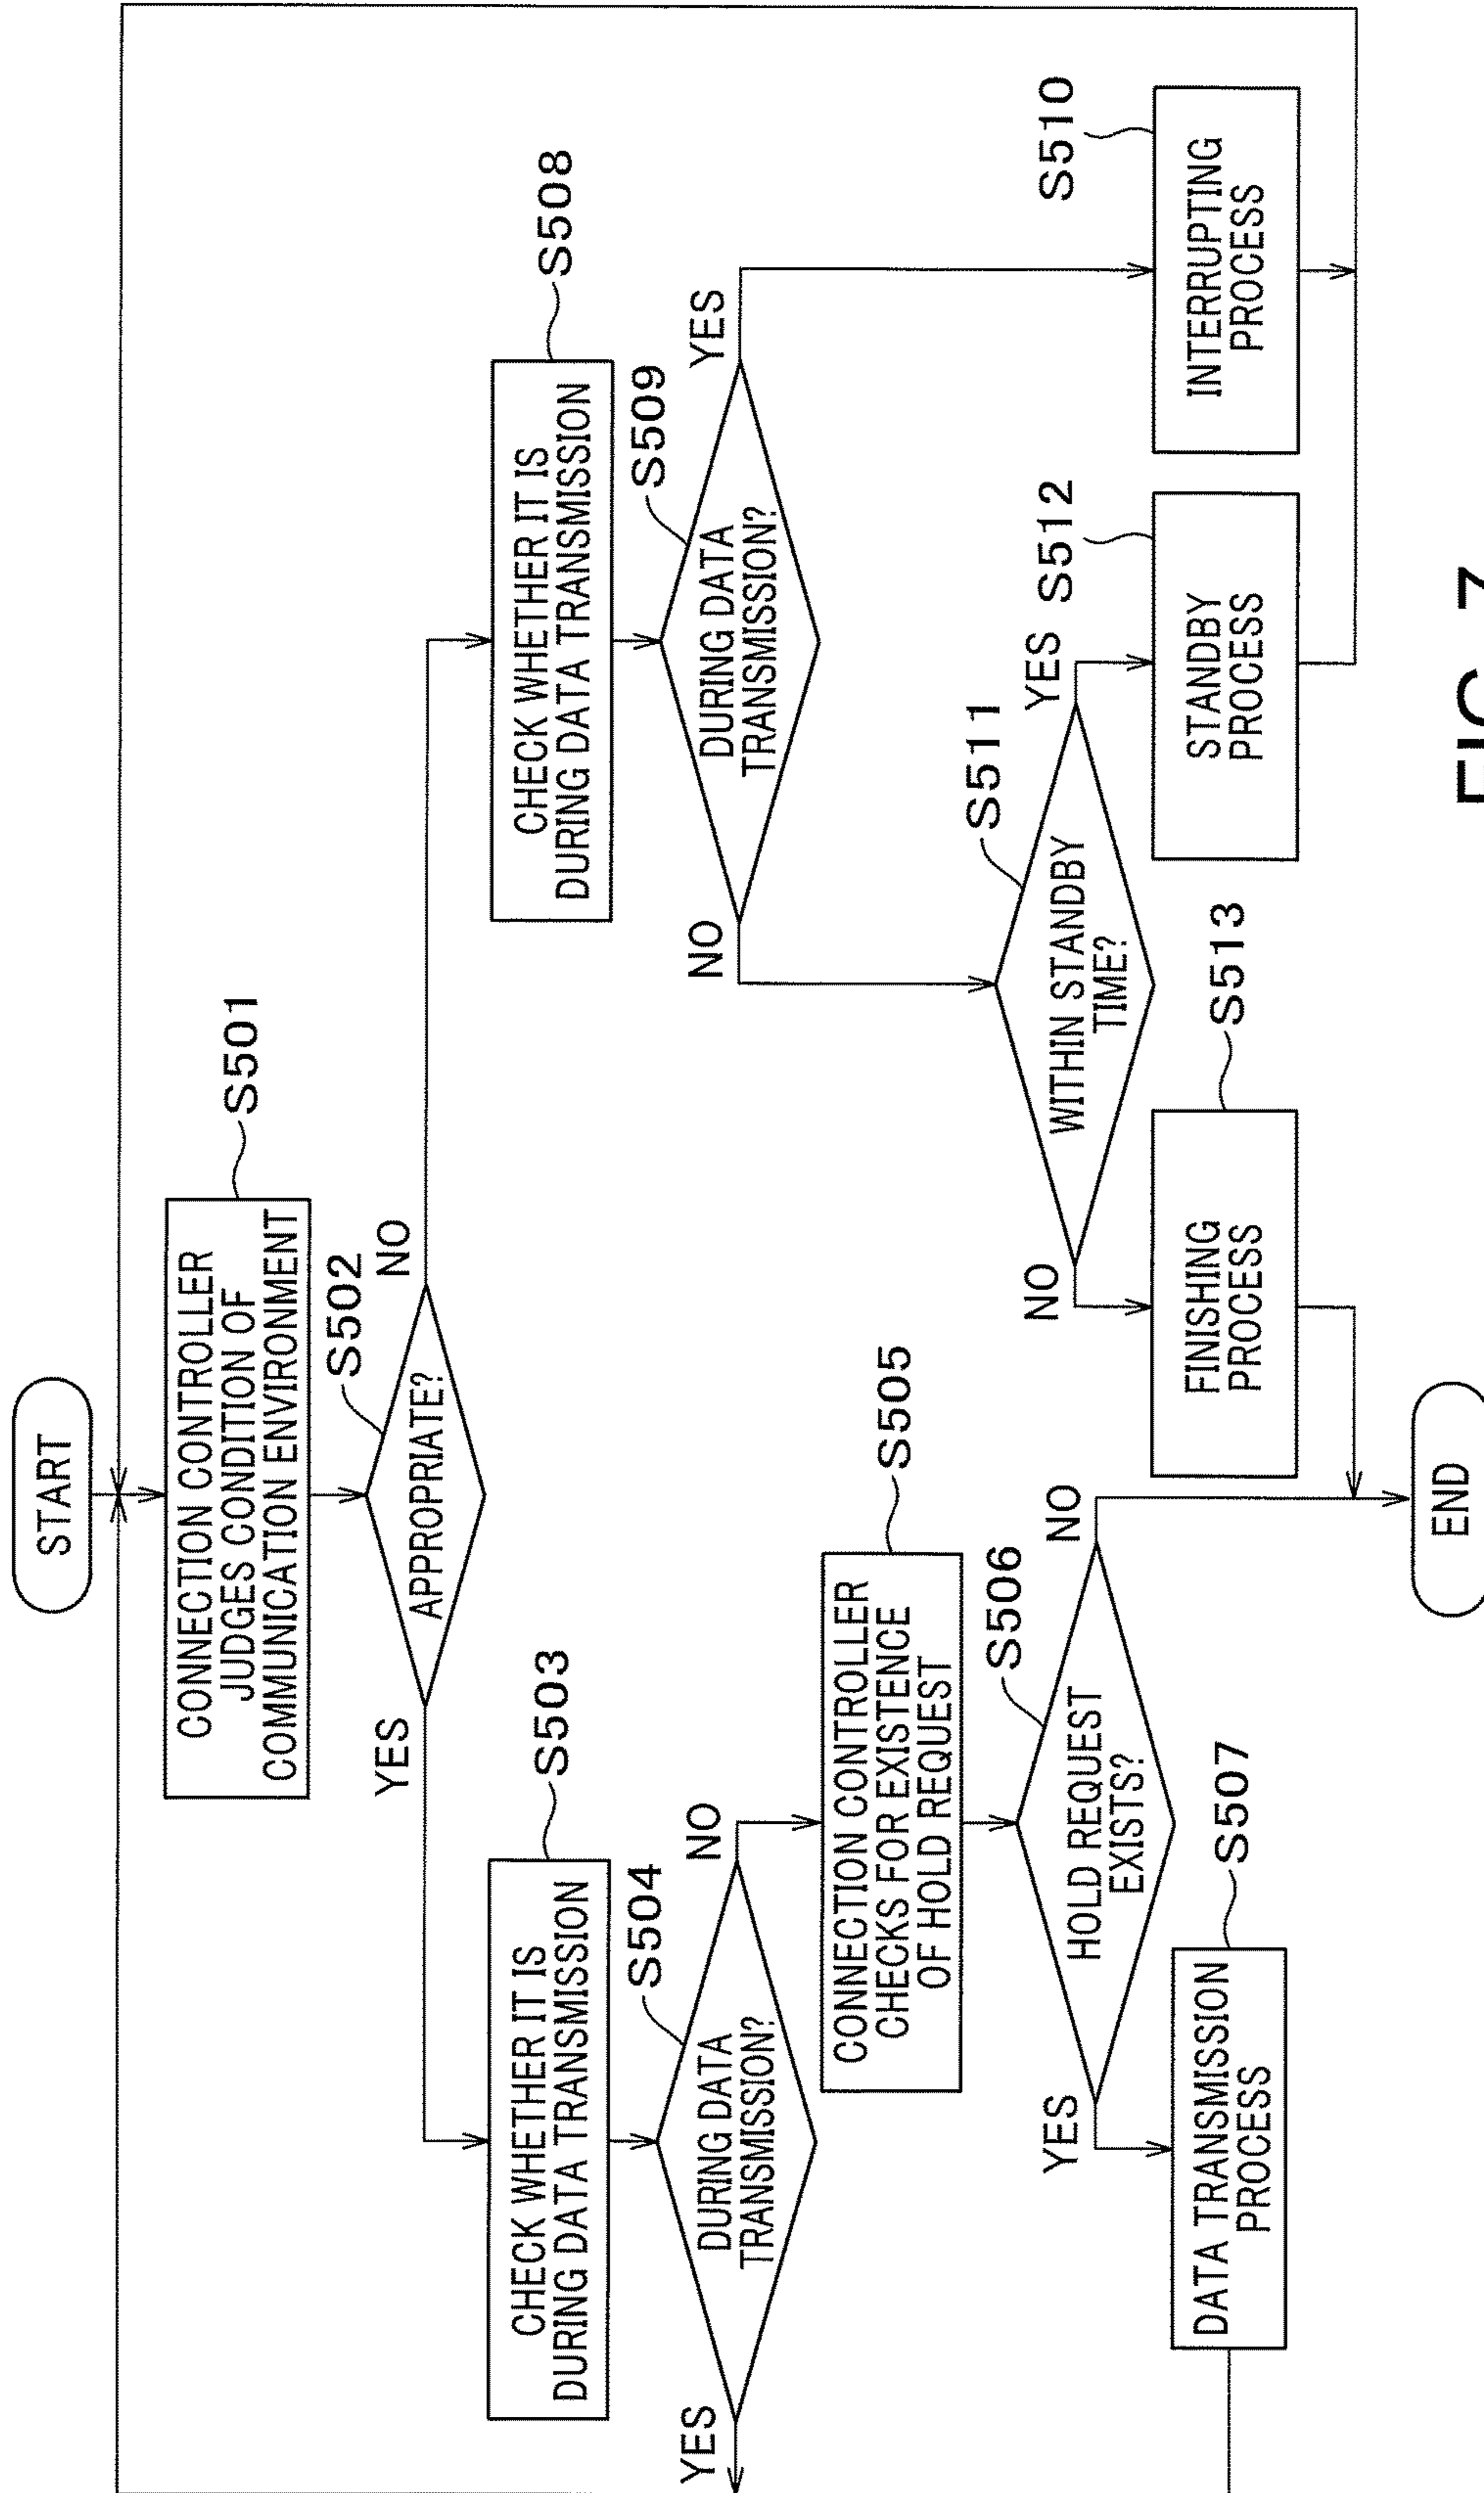 START
CONNECTION CONTROLLER
JUDGES CONDITION OF
COMMUNICATION ENVIRONMENT
S501
APPROPRIATE?
S502
YES
NO
CHECK WHETHER IT IS
DURING DATA TRANSMISSION
S503
DURING DATA
TRANSMISSION?
S504
YES
NO
CONNECTION CONTROLLER
CHECKS FOR EXISTENCE
OF HOLD REQUEST
S505
HOLD REQUEST
EXISTS?
S506
YES
NO
DATA TRANSMISSION
PROCESS
S507
CHECK WHETHER IT IS
DURING DATA TRANSMISSION
S508
DURING DATA
TRANSMISSION?
S509
NO
YES
WITHIN STANDBY
TIME?
S511
NO
YES
FINISHING
PROCESS
S513
STANDBY
PROCESS
S512
INTERRUPTING
PROCESS
S510
END
FIG. 7